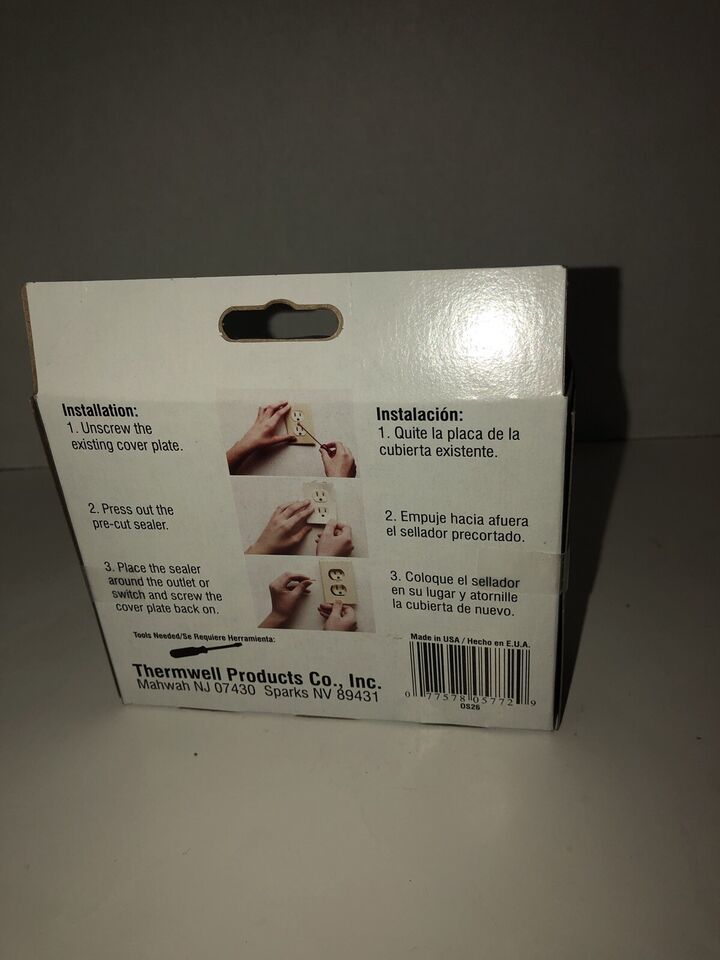 Installation:
1. Unscrew the
existing cover plate.
2. Press out the
pre-cut sealer.
3. Place the sealer
around the outlet or
switch and screw the
cover plate back on.
Instalación:
1. Quite la placa de la
cubierta existente.
2. Empuje hacia afuera
el sellador precortado.
3. Coloque el sellador
en su lugar y atornille
la cubierta de nuevo.
Tools Needed/Se Requiere Herramienta:
Thermwell Products Co., Inc.
Mahwah NJ 07430 Sparks NV 89431
Made in USA / Hecho en E.U.A.
0 77578 05772 9
OS26